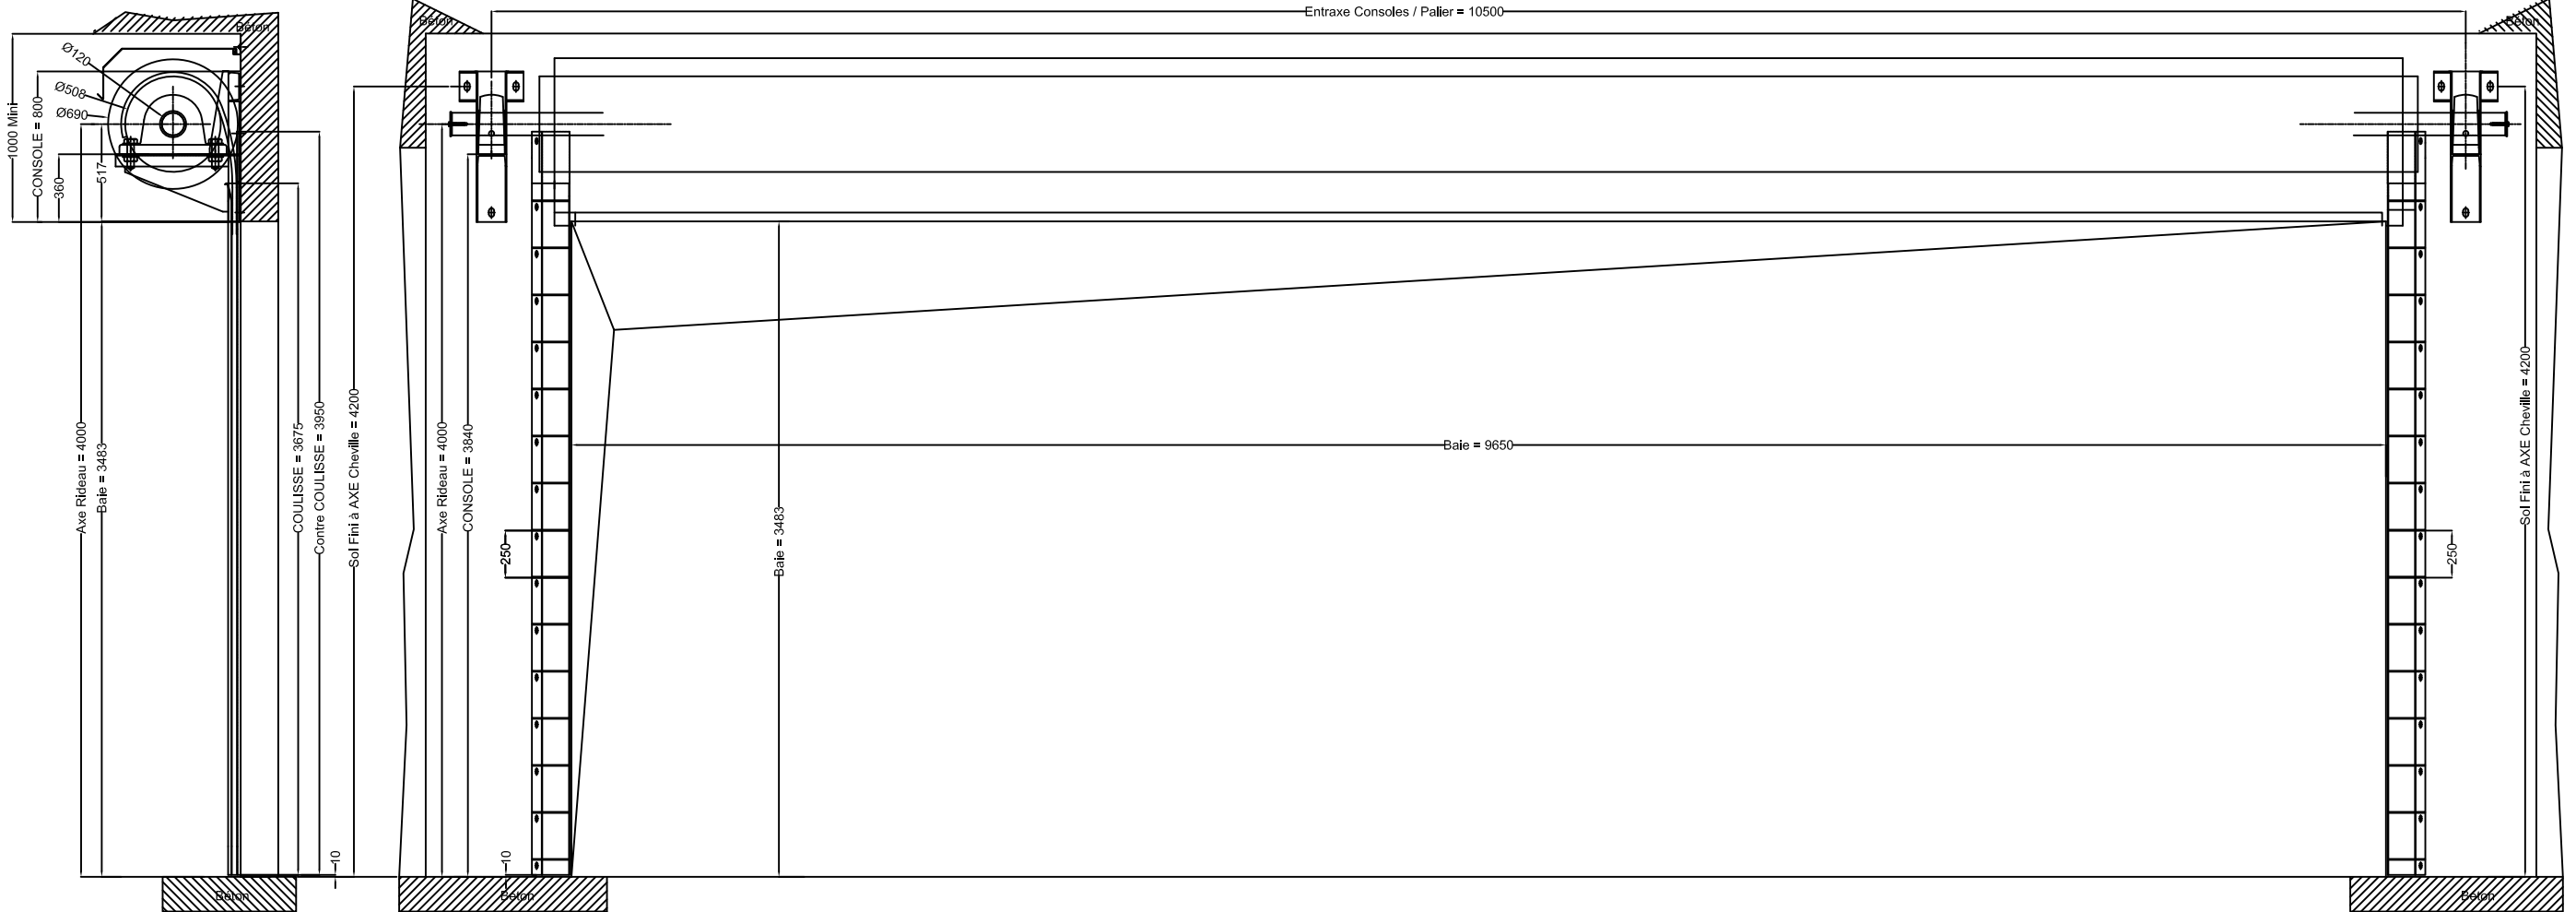 Béton
Béton
Entraxe Consoles / Palier = 10500
Béton
Ø120
Ø508
Ø690
1000 Mini
CONSOLE = 800
360
517
Axe Rideau = 4000
Baie = 3483
COULISSE = 3675
Contre COULISSE = 3950
Sol Fini à AXE Cheville = 4200
Axe Rideau = 4000
CONSOLE = 3840
250
Baie = 3483
Baie = 9650
250
Sol Fini à AXE Cheville = 4200
10
10
Béton
Béton
Béton